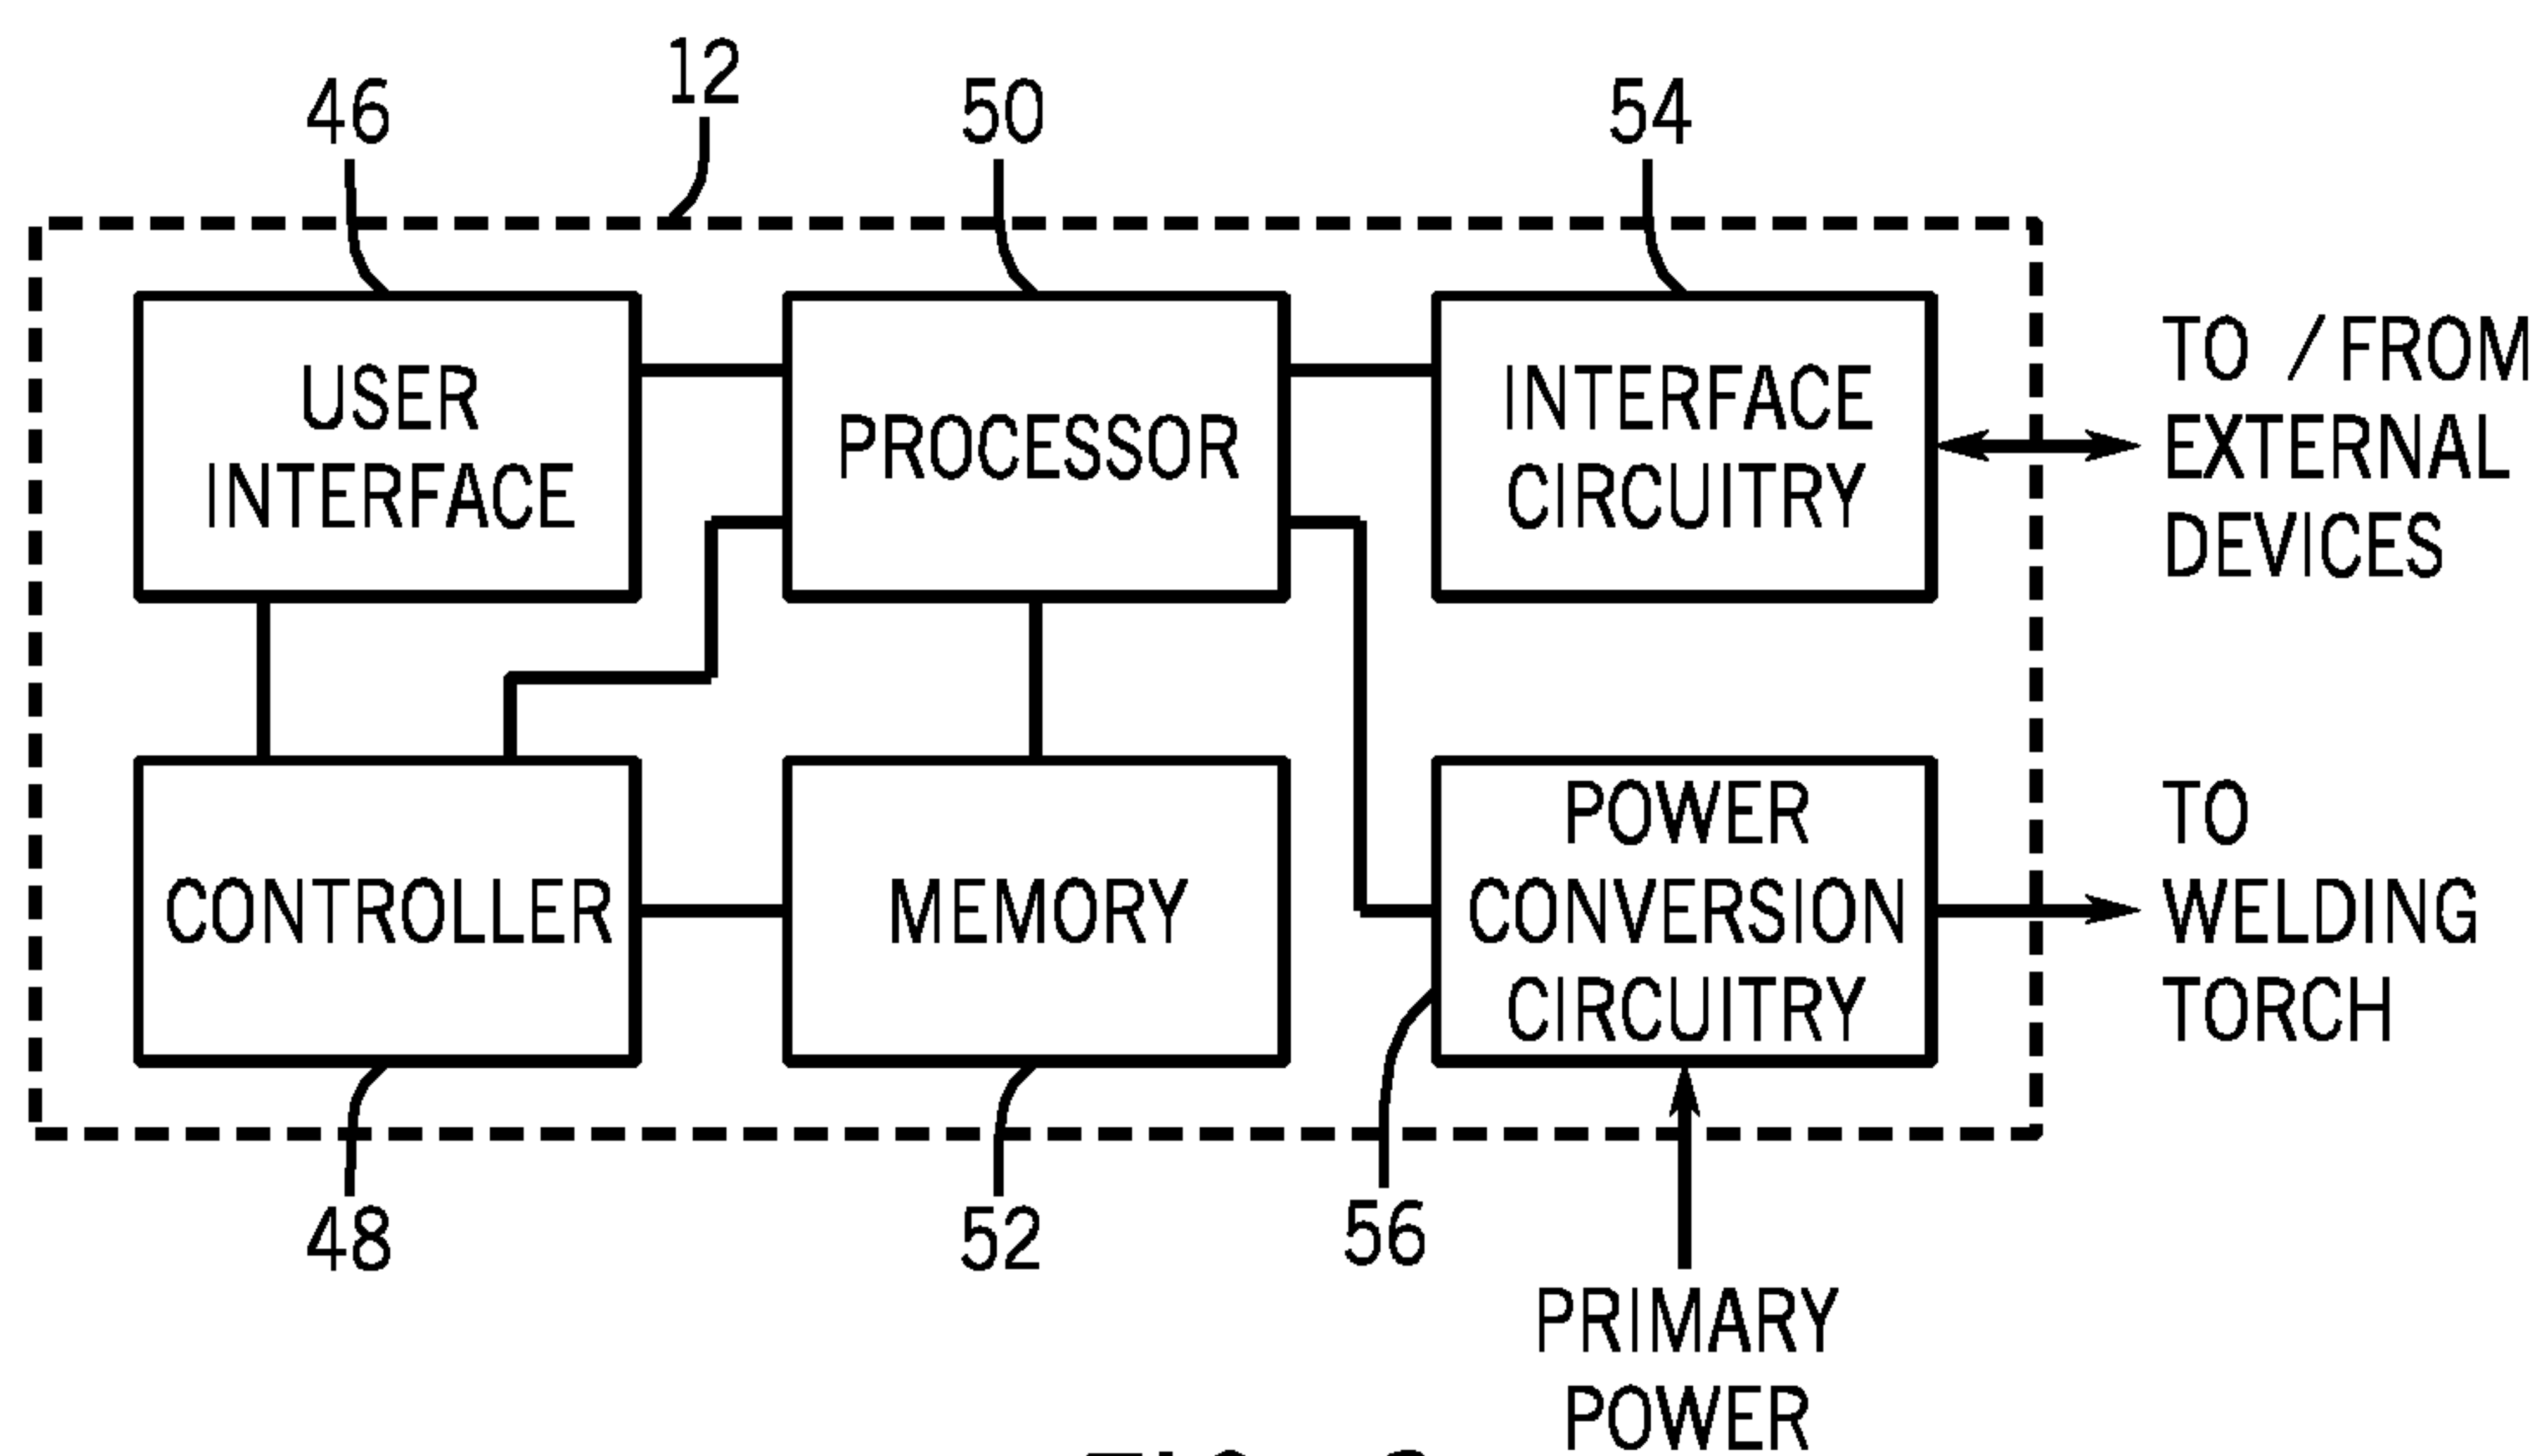 12
46
50
54
USER
INTERFACE
PROCESSOR
INTERFACE
CIRCUITRY
TO / FROM
EXTERNAL
DEVICES
CONTROLLER
MEMORY
POWER
CONVERSION
CIRCUITRY
TO
WELDING
TORCH
48
52
56
PRIMARY
POWER